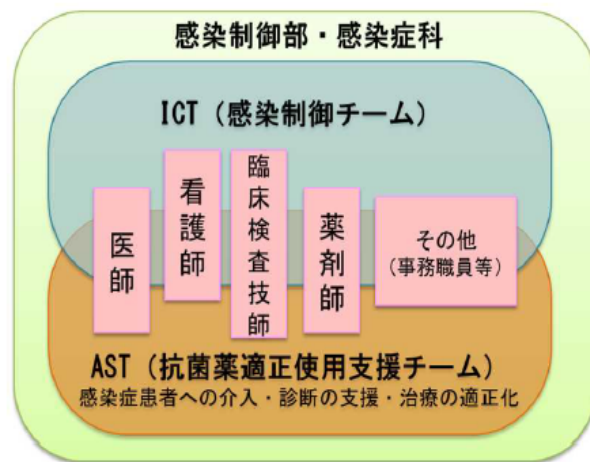 感染制御部・感染症科
ICT（感染制御チーム）
医師
看護師
臨床検査技師
薬剤師
その他
（事務職員等）
AST（抗菌薬適正使用支援チーム）
感染症患者への介入・診断の支援・治療の適正化